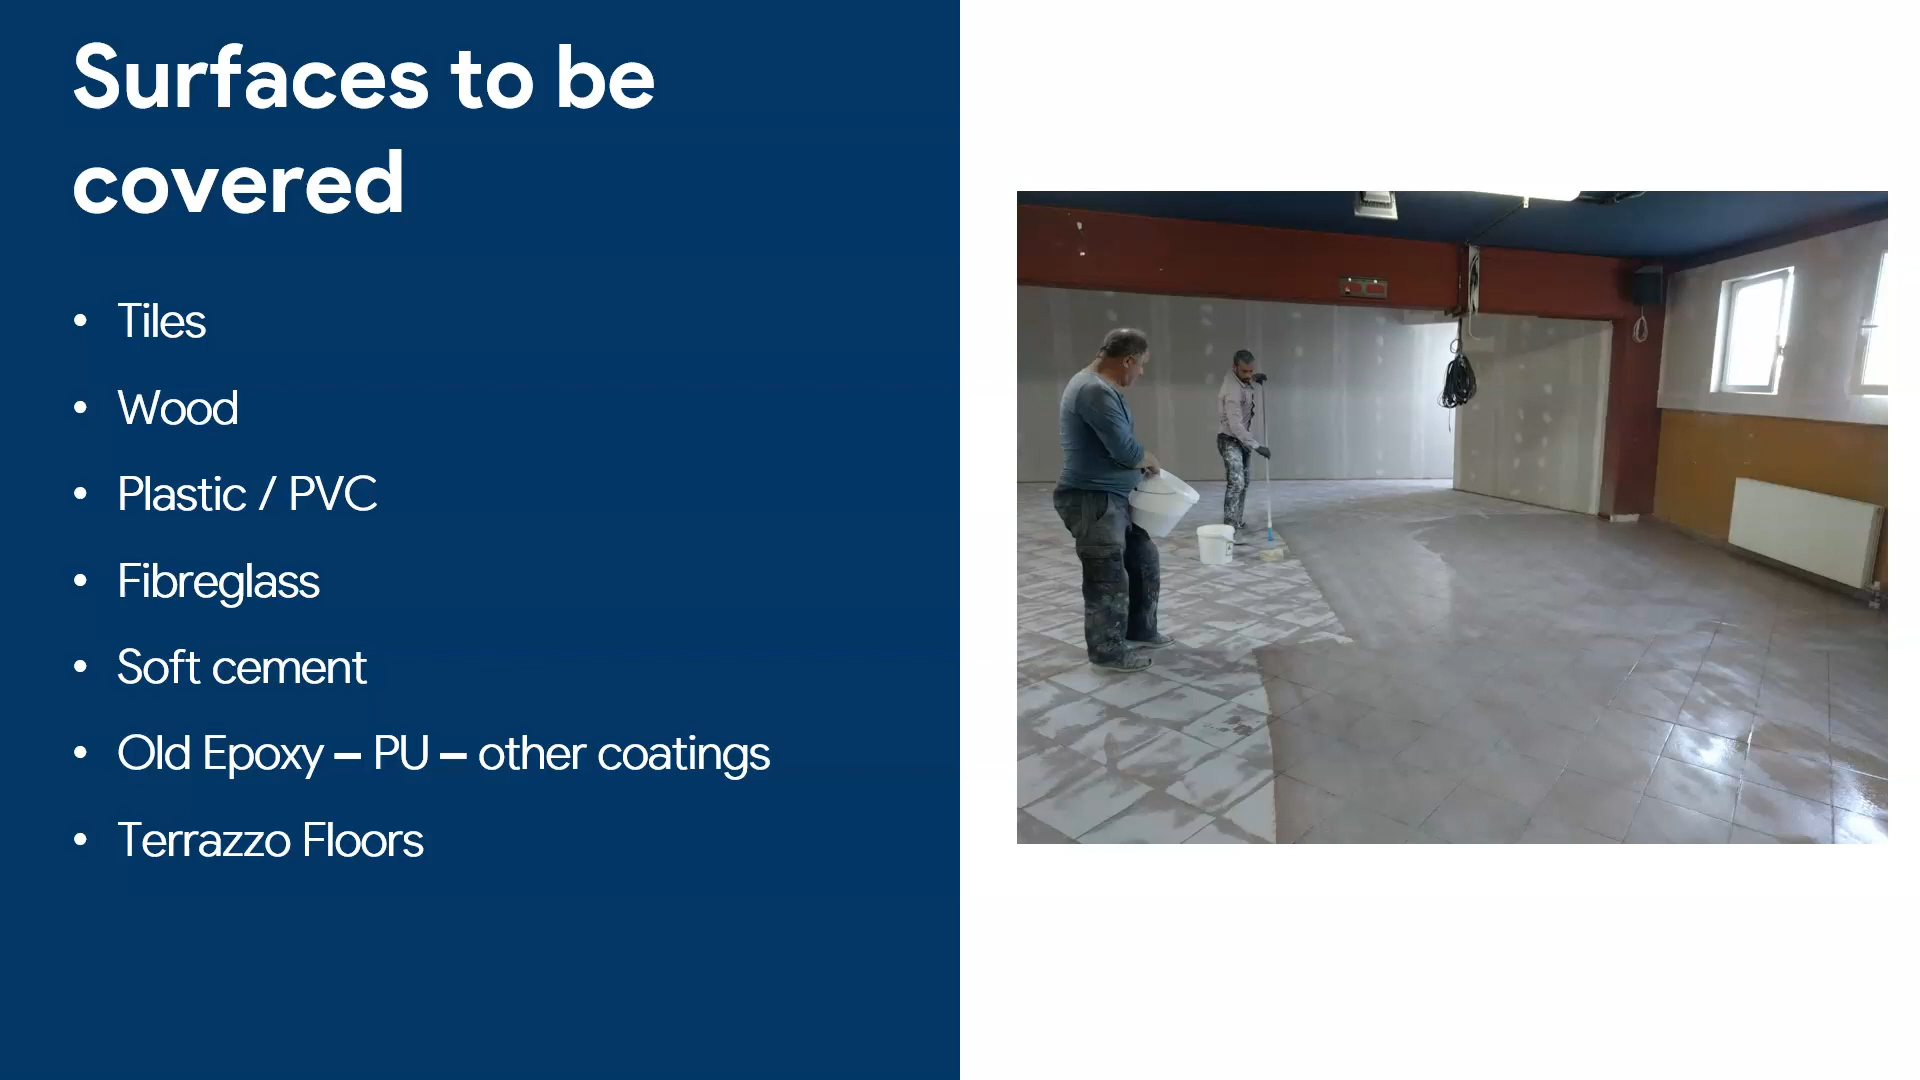 Surfaces to be
covered
• Tiles
• Wood
• Plastic / PVC
• Fibreglass
• Soft cement
• Old Epoxy – PU – other coatings
• Terrazzo Floors